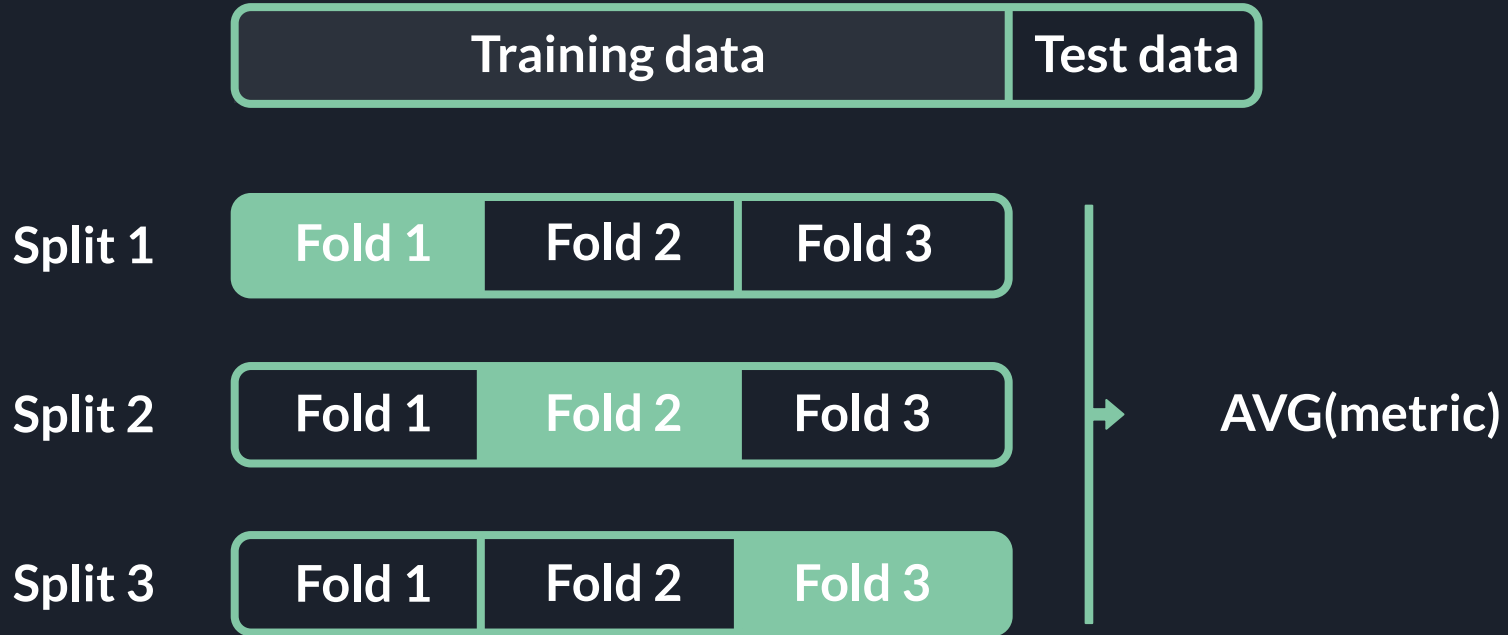 Training data Test data
Split 1 Fold 1 Fold 2 Fold 3
Split 2 Fold 1 Fold 2 Fold 3 AVG(metric)
Split 3 Fold 1 Fold 2 Fold 3